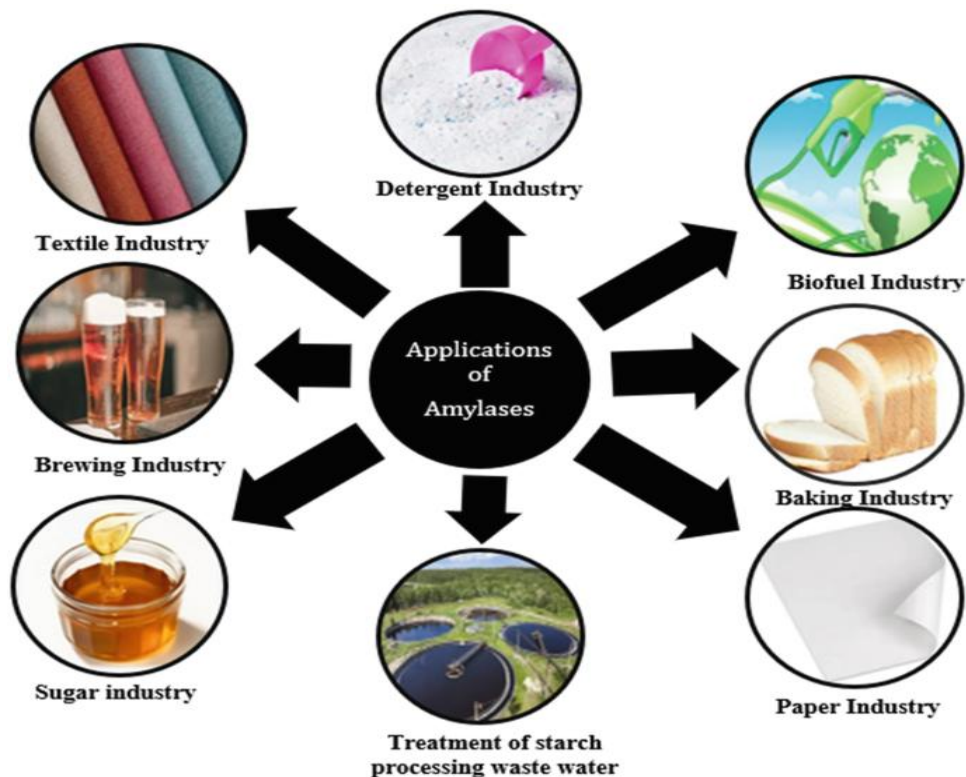 Detergent Industry
Textile Industry
Biofuel Industry
Applications
of
Amylases
Brewing Industry
Baking Industry
Sugar industry
Paper Industry
Treatment of starch
processing waste water